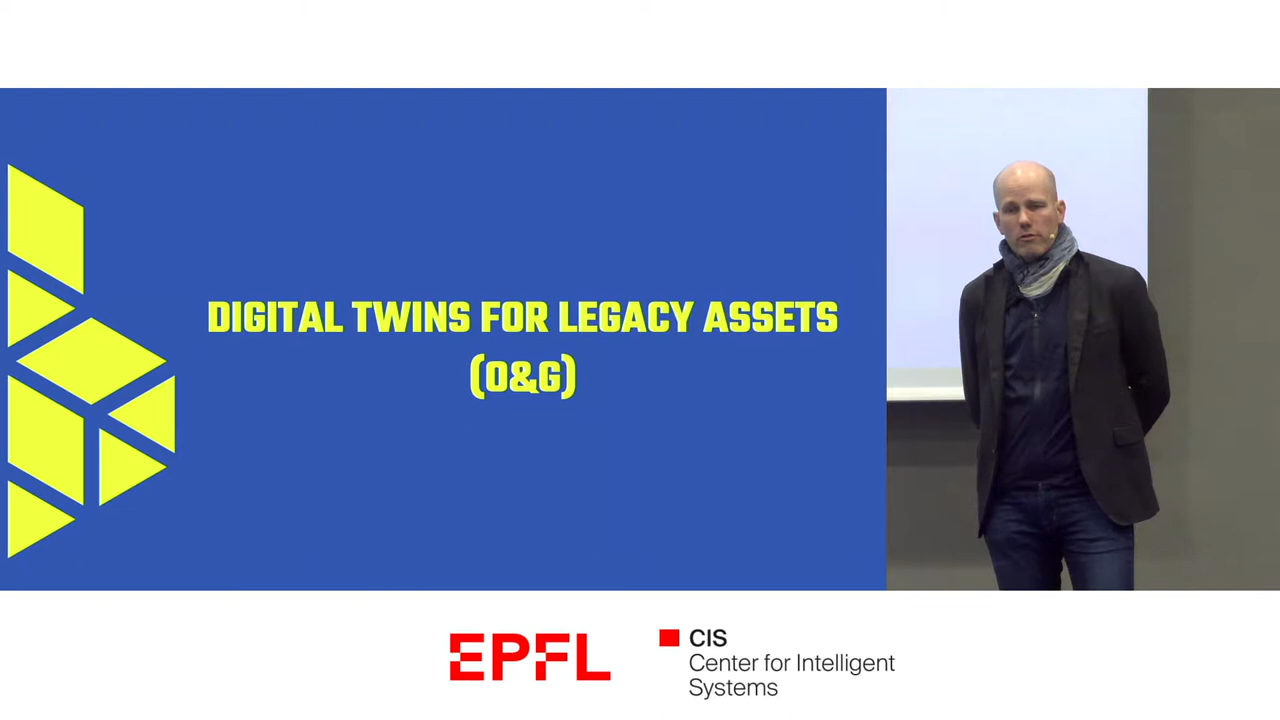 DIGITAL TWINS FOR LEGACY ASSETS
(O&G)
EPFL
CIS
Center for Intelligent
Systems